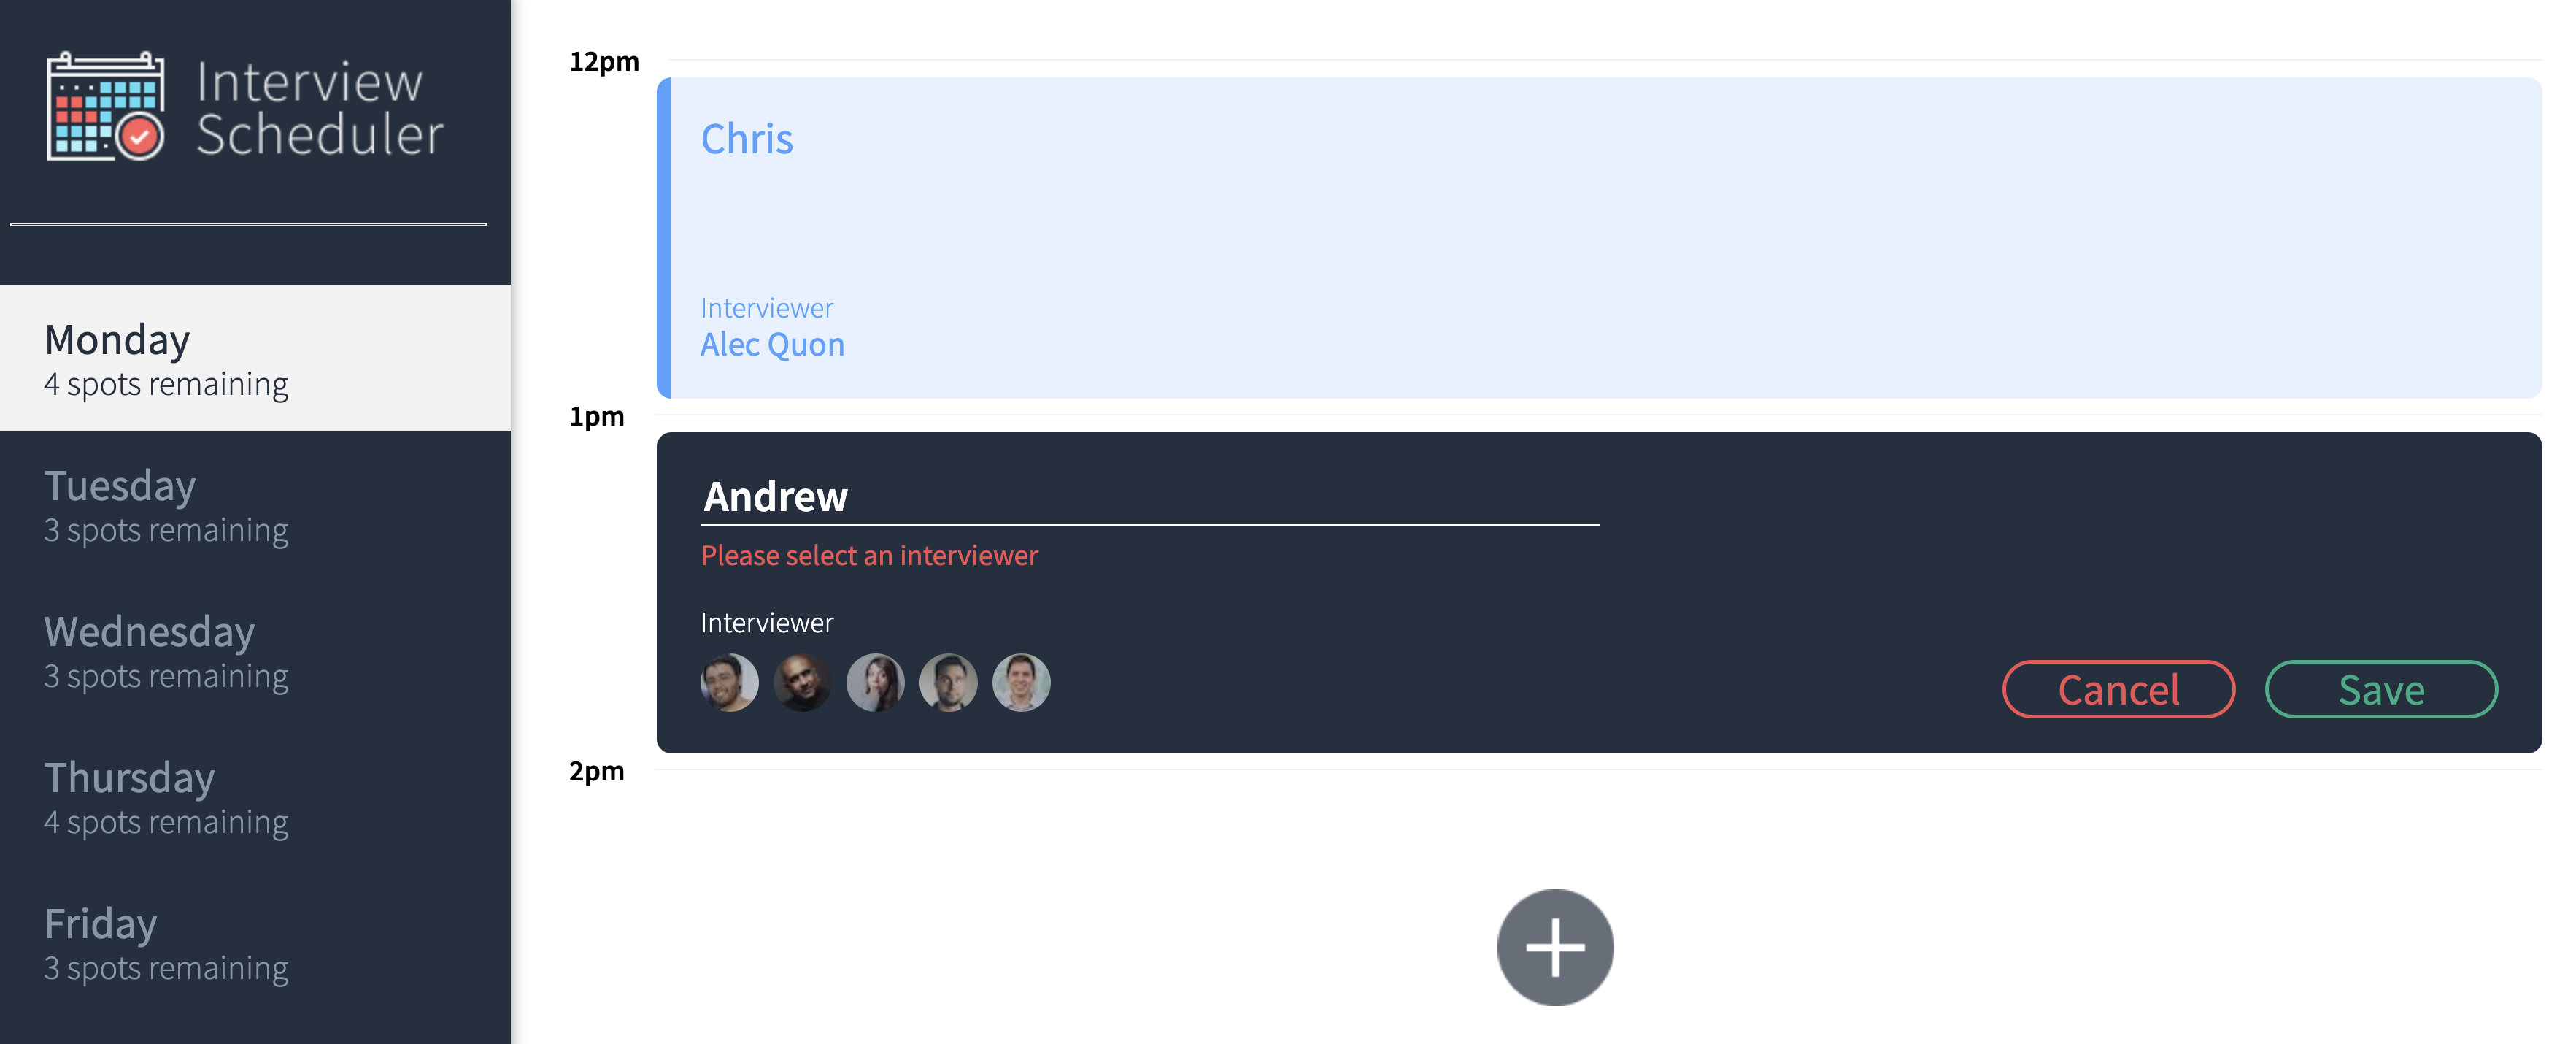 Interview
Scheduler
Monday
4 spots remaining
Tuesday
3 spots remaining
Wednesday
3 spots remaining
Thursday
4 spots remaining
Friday
3 spots remaining
12pm
Chris
Interviewer
Alec Quon
1pm
Andrew
Please select an interviewer
Interviewer
Cancel
Save
2pm